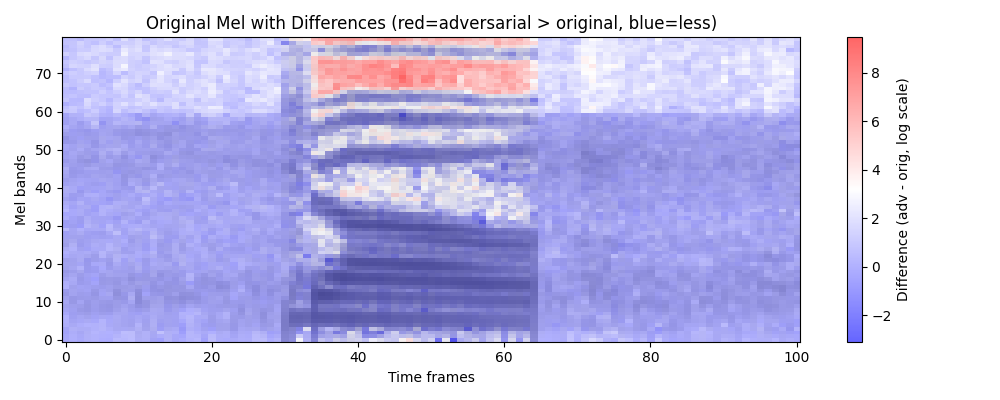 Original Mel with Differences (red=adversarial > original, blue=less)
Mel bands
70
60
50
40
30
20
10
0
0 20 40 60 80 100
Time frames
8
6
4
2
0
−2
Difference (adv - orig, log scale)